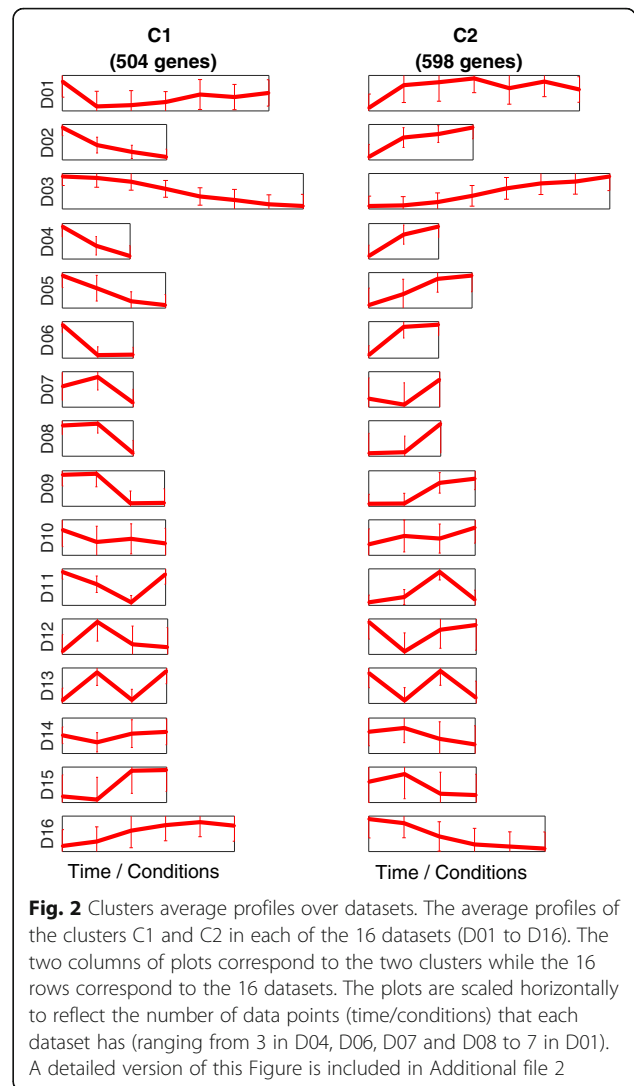 C1
(504 genes)
C2
(598 genes)
D01
D02
D03
D04
D05
D06
D07
D08
D09
D10
D11
D12
D13
D14
D15
D16
Time / Conditions
Time / Conditions
Fig. 2 Clusters average profiles over datasets. The average profiles of
the clusters C1 and C2 in each of the 16 datasets (D01 to D16). The
two columns of plots correspond to the two clusters while the 16
rows correspond to the 16 datasets. The plots are scaled horizontally
to reflect the number of data points (time/conditions) that each
dataset has (ranging from 3 in D04, D06, D07 and D08 to 7 in D01).
A detailed version of this Figure is included in Additional file 2